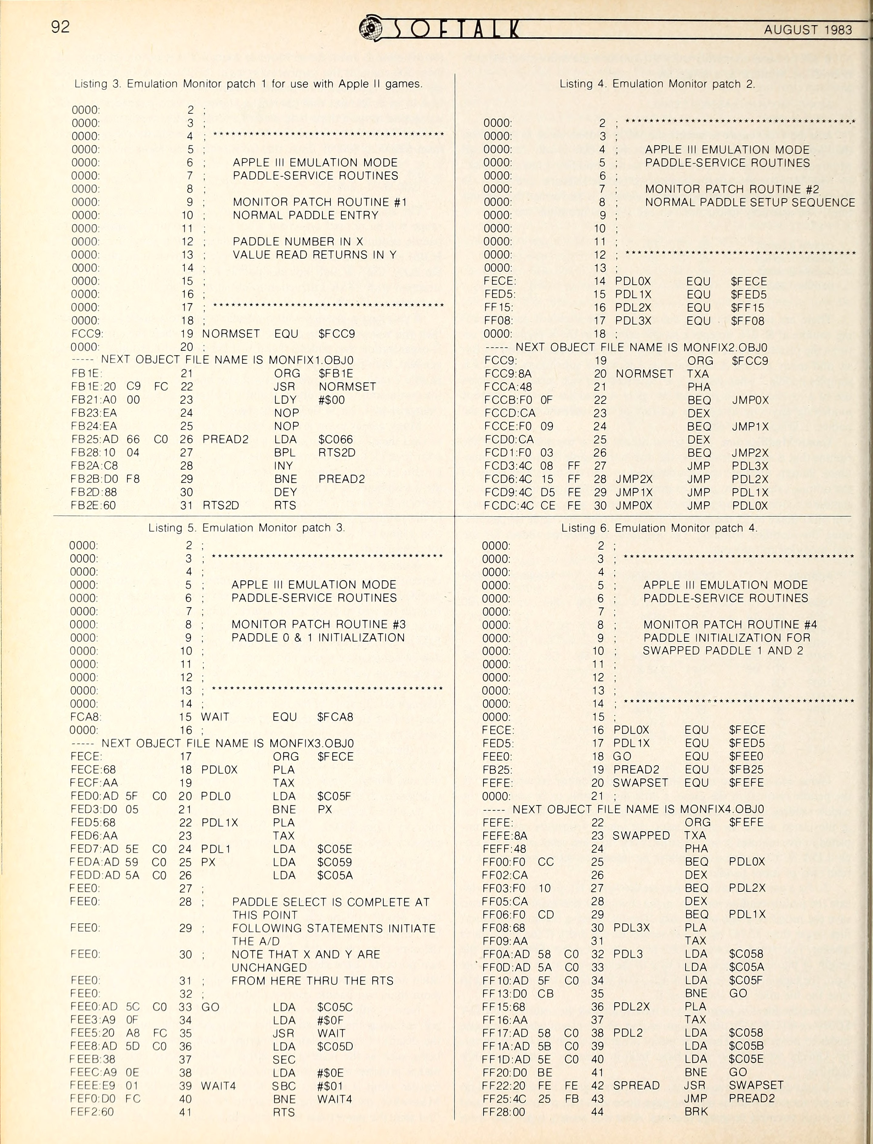 92
SOFTALK
AUGUST 1983
Listing 3. Emulation Monitor patch 1 for use with Apple II games.
0000: 2 ;
0000: 3 ;
0000: 4 ; ***********************************
0000: 5 ;
0000: 6 ; APPLE III EMULATION MODE
0000: 7 ; PADDLE-SERVICE ROUTINES
0000: 8 ;
0000: 9 ; MONITOR PATCH ROUTINE #1
0000: 10 ; NORMAL PADDLE ENTRY
0000: 11 ;
0000: 12 ; PADDLE NUMBER IN X
0000: 13 ; VALUE READ RETURNS IN Y
0000: 14 ;
0000: 15 ;
0000: 16 ;
0000: 17 ; ***********************************
0000: 18 ;
FCC9: 19 NORMSET EQU $FCC9
0000: 20 ;
----- NEXT OBJECT FILE NAME IS MONFIX1.OBJ0
FB1E: 21 ORG $FB1E
FB1E:20 C9 FC 22 JSR NORMSET
FB21:A0 00 23 LDY #$00
FB23:EA 24 NOP
FB24:EA 25 NOP
FB25:AD 66 C0 26 PREAD2 LDA $C066
FB28:10 04 27 BPL RTS2D
FB2A:C8 28 INY
FB2B:D0 F8 29 BNE PREAD2
FB2D:88 30 DEY
FB2E:60 31 RTS2D RTS
Listing 4. Emulation Monitor patch 2.
0000: 2 ; ***********************************
0000: 3 ;
0000: 4 ; APPLE III EMULATION MODE
0000: 5 ; PADDLE-SERVICE ROUTINES
0000: 6 ;
0000: 7 ; MONITOR PATCH ROUTINE #2
0000: 8 ; NORMAL PADDLE SETUP SEQUENCE
0000: 9 ;
0000: 10 ;
0000: 11 ;
0000: 12 ; ***********************************
0000: 13 ;
FECE: 14 PDL0X EQU $FECE
FED5: 15 PDL1X EQU $FED5
FF15: 16 PDL2X EQU $FF15
FF08: 17 PDL3X EQU $FF08
0000: 18 ;
----- NEXT OBJECT FILE NAME IS MONFIX2.OBJ0
FCC9: 19 ORG $FCC9
FCC9:8A 20 NORMSET TXA
FCCA:48 21 PHA
FCCB:F0 0F 22 BEQ JMP0X
FCCD:CA 23 DEX
FCCE:F0 09 24 BEQ JMP1X
FCD0:CA 25 DEX
FCD1:F0 03 26 BEQ JMP2X
FCD3:4C 08 FF 27 JMP PDL3X
FCD6:4C 15 FF 28 JMP2X JMP PDL2X
FCD9:4C D5 FE 29 JMP1X JMP PDL1X
FCDC:4C CE FE 30 JMP0X JMP PDL0X
Listing 5. Emulation Monitor patch 3.
0000: 2 ;
0000: 3 ; ***********************************
0000: 4 ;
0000: 5 ; APPLE III EMULATION MODE
0000: 6 ; PADDLE-SERVICE ROUTINES
0000: 7 ;
0000: 8 ; MONITOR PATCH ROUTINE #3
0000: 9 ; PADDLE 0 & 1 INITIALIZATION
0000: 10 ;
0000: 11 ;
0000: 12 ;
0000: 13 ; ***********************************
0000: 14 ;
FCA8: 15 WAIT EQU $FCA8
0000: 16 ;
----- NEXT OBJECT FILE NAME IS MONFIX3.OBJ0
FECE: 17 ORG $FECE
FECE:68 18 PDL0X PLA
FECF:AA 19 TAX
FED0:AD 5F C0 20 PDL0 LDA $C05F
FED3:D0 05 21 BNE PX
FED5:68 22 PDL1X PLA
FED6:AA 23 TAX
FED7:AD 5E C0 24 PDL1 LDA $C05E
FEDA:AD 59 C0 25 PX LDA $C059
FEDD:AD 5A C0 26 LDA $C05A
FEE0: 27 ;
FEE0: 28 ; PADDLE SELECT IS COMPLETE AT
THIS POINT
FEE0: 29 ; FOLLOWING STATEMENTS INITIATE
THE A/D
FEE0: 30 ; NOTE THAT X AND Y ARE
UNCHANGED
FEE0: 31 ; FROM HERE THRU THE RTS
FEE0: 32 ;
FEE0:AD 5C C0 33 GO LDA $C05C
FEE3:A9 0F 34 LDA #$0F
FEE5:20 A8 FC 35 JSR WAIT
FEE8:AD 5D C0 36 LDA $C05D
FEEB:38 37 SEC
FEEC:A9 0E 38 LDA #$0E
FEEE:E9 01 39 WAIT4 SBC #$01
FEF0:D0 FC 40 BNE WAIT4
FEF2:60 41 RTS
Listing 6. Emulation Monitor patch 4.
0000: 2 ;
0000: 3 ; ***********************************
0000: 4 ;
0000: 5 ; APPLE III EMULATION MODE
0000: 6 ; PADDLE-SERVICE ROUTINES
0000: 7 ;
0000: 8 ; MONITOR PATCH ROUTINE #4
0000: 9 ; PADDLE INITIALIZATION FOR
0000: 10 ; SWAPPED PADDLE 1 AND 2
0000: 11 ;
0000: 12 ;
0000: 13 ;
0000: 14 ; ***********************************
0000: 15 ;
FECE: 16 PDL0X EQU $FECE
FED5: 17 PDL1X EQU $FED5
FEE0: 18 GO EQU $FEE0
FB25: 19 PREAD2 EQU $FB25
FEFE: 20 SWAPSET EQU $FEFE
0000: 21 ;
----- NEXT OBJECT FILE NAME IS MONFIX4.OBJ0
FEFE: 22 ORG $FEFE
FEFE:8A 23 SWAPPED TXA
FEFF:48 24 PHA
FF00:F0 CC 25 BEQ PDL0X
FF02:CA 26 DEX
FF03:F0 10 27 BEQ PDL2X
FF05:CA 28 DEX
FF06:F0 CD 29 BEQ PDL1X
FF08:68 30 PDL3X PLA
FF09:AA 31 TAX
FF0A:AD 58 C0 32 PDL3 LDA $C058
FF0D:AD 5A C0 33 LDA $C05A
FF10:AD 5F C0 34 LDA $C05F
FF13:D0 CB 35 BNE GO
FF15:68 36 PDL2X PLA
FF16:AA 37 TAX
FF17:AD 58 C0 38 PDL2 LDA $C058
FF1A:AD 5B C0 39 LDA $C05B
FF1D:AD 5E C0 40 LDA $C05E
FF20:D0 BE 41 BNE GO
FF22:20 FE FE 42 SPREAD JSR SWAPSET
FF25:4C 25 FB 43 JMP PREAD2
FF28:00 44 BRK